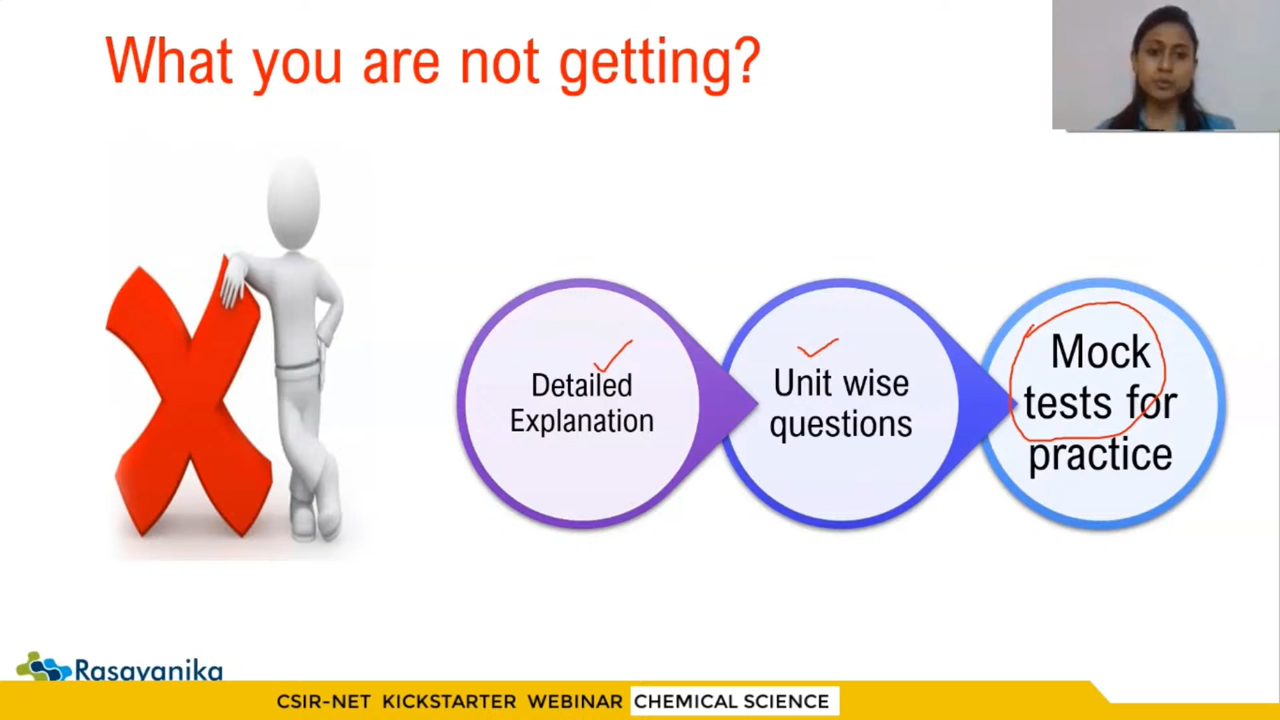 What you are not getting?
Detailed
Explanation
Unit wise
questions
Mock
tests for
practice
Rasavanika
CSIR-NET KICKSTARTER WEBINAR CHEMICAL SCIENCE